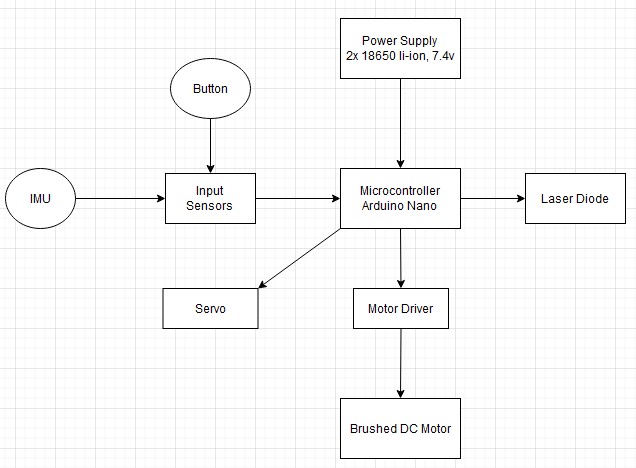 Power Supply
2x 18650 li-ion, 7.4v
Button
IMU
Input
Sensors
Microcontroller
Arduino Nano
Laser Diode
Servo
Motor Driver
Brushed DC Motor